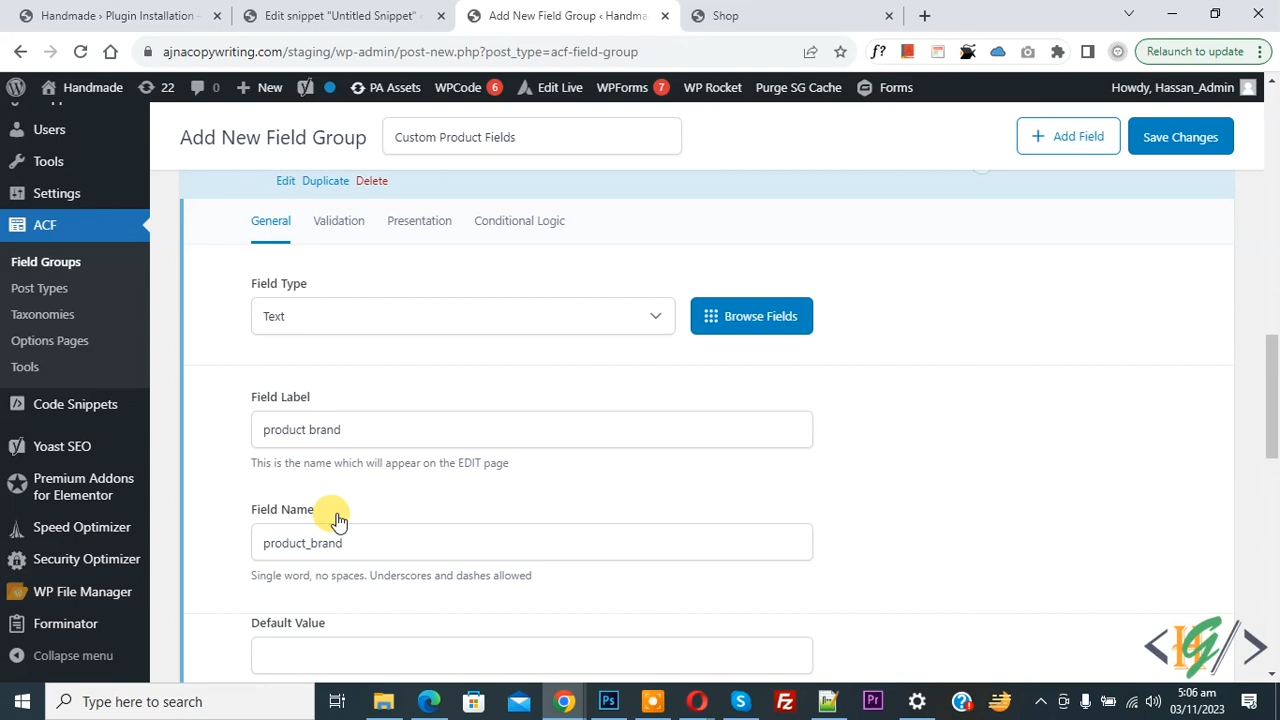 Handmade › Plugin Installation -
Edit snippet "Untitled Snippet" ‹
Add New Field Group ‹ Handma
Shop
ajnacopywriting.com/staging/wp-admin/post-new.php?post_type=acf-field-group
f?
Relaunch to update
Handmade
22
0
New
PA Assets
WPCode 6
Edit Live
WPForms 7
WP Rocket
Purge SG Cache
Forms
Howdy, Hassan_Admin
Users
Tools
Settings
ACF
Field Groups
Post Types
Taxonomies
Options Pages
Tools
Code Snippets
Yoast SEO
Premium Addons
for Elementor
Speed Optimizer
Security Optimizer
WP File Manager
Forminator
Collapse menu
Add New Field Group
Custom Product Fields
Add Field
Save Changes
Edit Duplicate Delete
General Validation Presentation Conditional Logic
Field Type
Text
Browse Fields
Field Label
product brand
This is the name which will appear on the EDIT page
Field Name
product_brand
Single word, no spaces. Underscores and dashes allowed
Default Value
<HG/>
Type here to search
5:06 am
03/11/2023